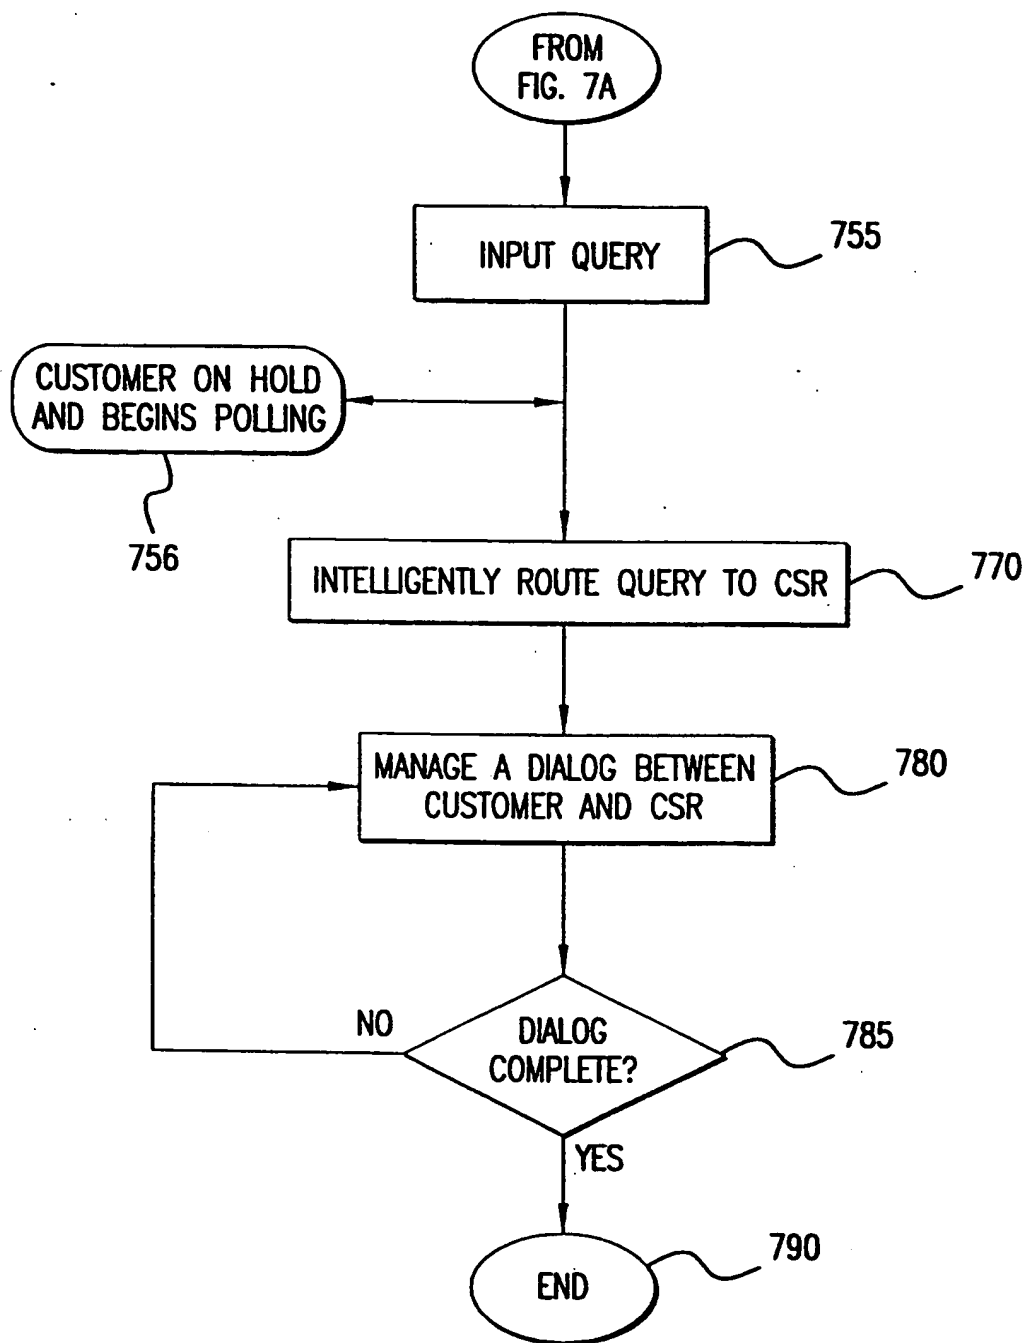 FROM
FIG. 7A
INPUT QUERY
755
CUSTOMER ON HOLD
AND BEGINS POLLING
756
INTELLIGENTLY ROUTE QUERY TO CSR
770
MANAGE A DIALOG BETWEEN
CUSTOMER AND CSR
780
NO
DIALOG
COMPLETE?
785
YES
END
790